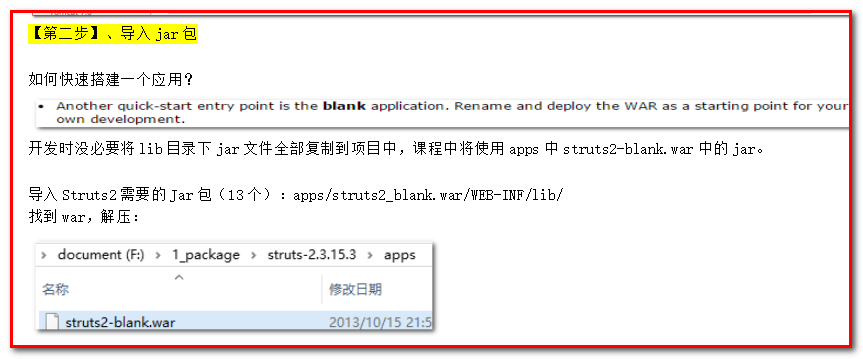 【第二步】、导入 jar 包
如何快速搭建一个应用？
• Another quick-start entry point is the blank application. Rename and deploy the WAR as a starting point for your
own development.
开发时没必要将 lib 目录下 jar 文件全部复制到项目中，课程中将使用 apps 中 struts2-blank.war 中的 jar。
导入 Struts2 需要的 Jar 包（13 个）：apps/struts2_blank.war/WEB-INF/lib/
找到 war，解压：
› document (F:) › 1_package › struts-2.3.15.3 › apps
名称 修改日期
struts2-blank.war 2013/10/15 21:5